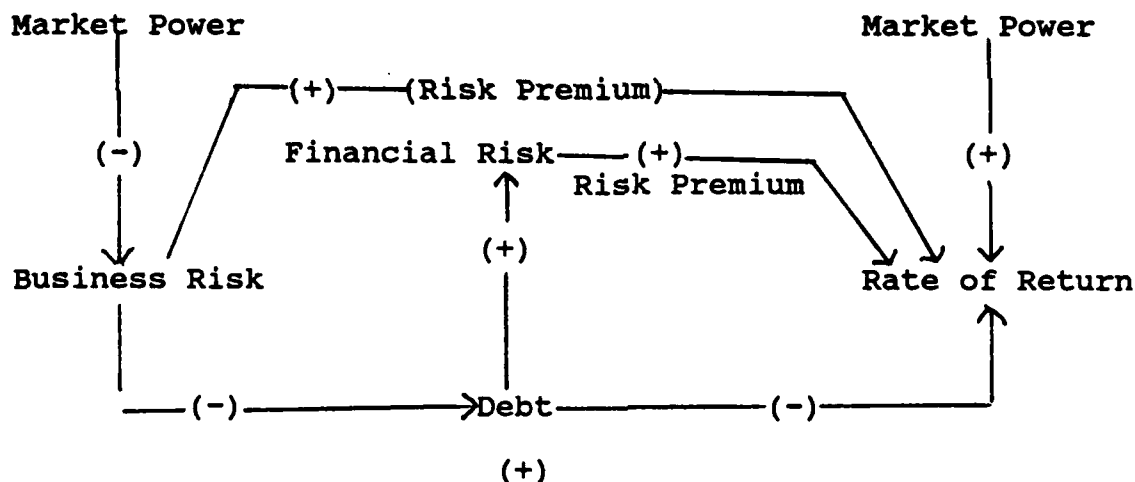 Market Power Market Power
(+) (Risk Premium)
(-) Financial Risk (+) (+)
Risk Premium
(+)
Business Risk Rate of Return
(-) Debt (-)
(+)